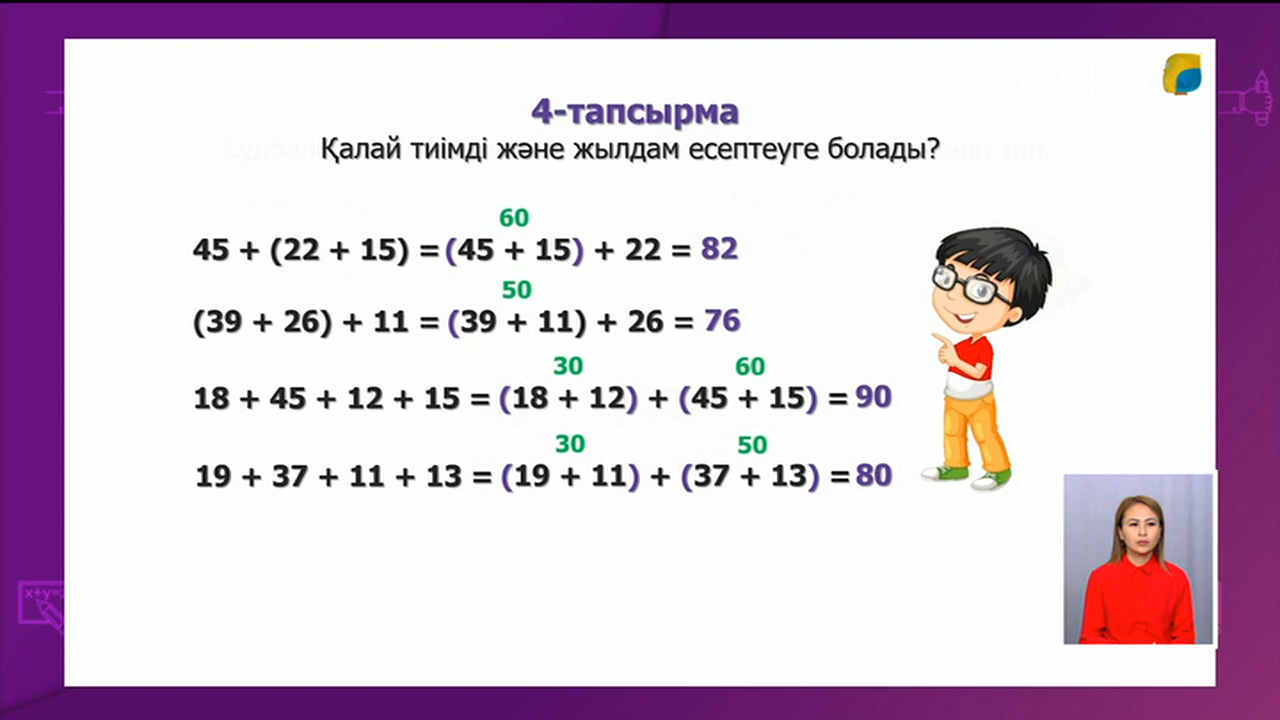 4-тапсырма
Қалай тиімді және жылдам есептеуге болады?
60
45 + (22 + 15) = (45 + 15) + 22 = 82
50
(39 + 26) + 11 = (39 + 11) + 26 = 76
30 60
18 + 45 + 12 + 15 = (18 + 12) + (45 + 15) = 90
30 50
19 + 37 + 11 + 13 = (19 + 11) + (37 + 13) = 80